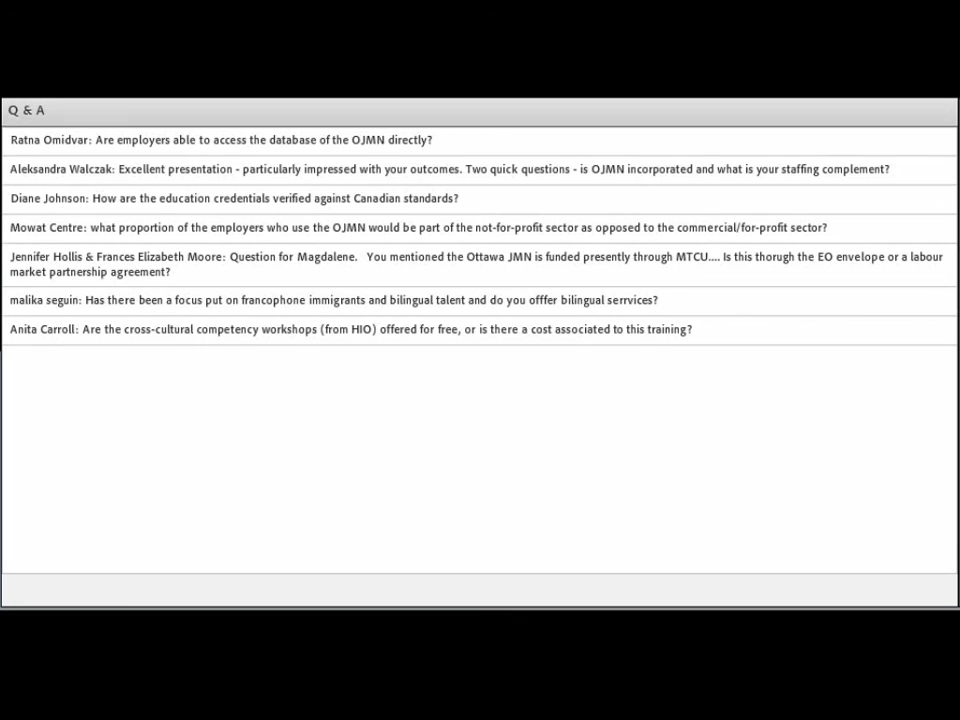 Q & A
Ratna Omidvar: Are employers able to access the database of the OJMN directly?
Aleksandra Walczak: Excellent presentation - particularly impressed with your outcomes. Two quick questions - is OJMN incorporated and what is your staffing complement?
Diane Johnson: How are the education credentials verified against Canadian standards?
Mowat Centre: what proportion of the employers who use the OJMN would be part of the not-for-profit sector as opposed to the commercial/for-profit sector?
Jennifer Hollis & Frances Elizabeth Moore: Question for Magdalene.   You mentioned the Ottawa JMN is funded presently through MTCU.... Is this thorugh the EO envelope or a labour
market partnership agreement?
malika seguin: Has there been a focus put on francophone immigrants and bilingual talent and do you offfer bilingual serrvices?
Anita Carroll: Are the cross-cultural competency workshops (from HIO) offered for free, or is there a cost associated to this training?